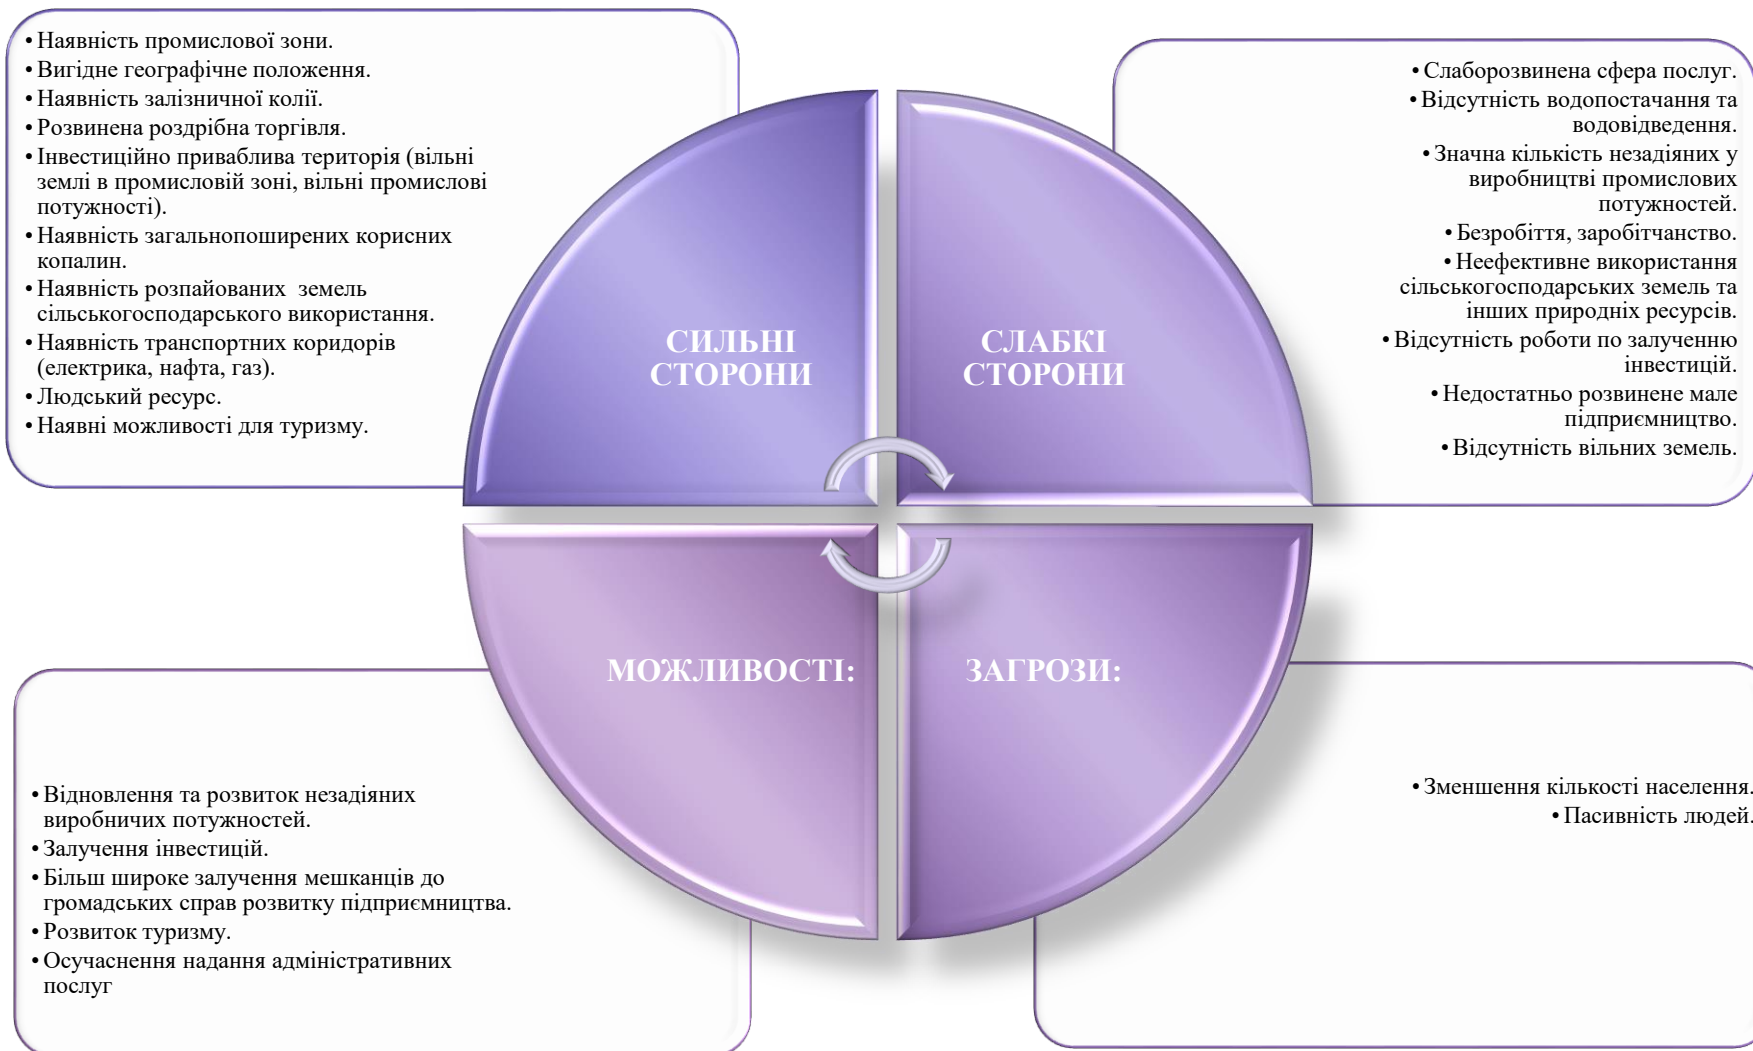 • Наявність промислової зони.
• Вигідне географічне положення.
• Наявність залізничної колії.
• Розвинена роздрібна торгівля.
• Інвестиційно приваблива територія (вільні
землі в промисловій зоні, вільні промислові
потужності).
• Наявність загальнопоширених корисних
копалин.
• Наявність розпайованих земель
сільськогосподарського використання.
• Наявність транспортних коридорів
(електрика, нафта, газ).
• Людський ресурс.
• Наявні можливості для туризму.
СИЛЬНІ
СТОРОНИ
СЛАБКІ
СТОРОНИ
• Слаборозвинена сфера послуг.
• Відсутність водопостачання та
водовідведення.
• Значна кількість незадіяних у
виробництві промислових
потужностей.
• Безробіття, заробітчанство.
• Неефективне використання
сільськогосподарських земель та
інших природніх ресурсів.
• Відсутність роботи по залученню
інвестицій.
• Недостатньо розвинене мале
підприємництво.
• Відсутність вільних земель.
МОЖЛИВОСТІ:
ЗАГРОЗИ:
• Відновлення та розвиток незадіяних
виробничих потужностей.
• Залучення інвестицій.
• Більш широке залучення мешканців до
громадських справ розвитку підприємництва.
• Розвиток туризму.
• Осучаснення надання адміністративних
послуг
• Зменшення кількості населення.
• Пасивність людей.